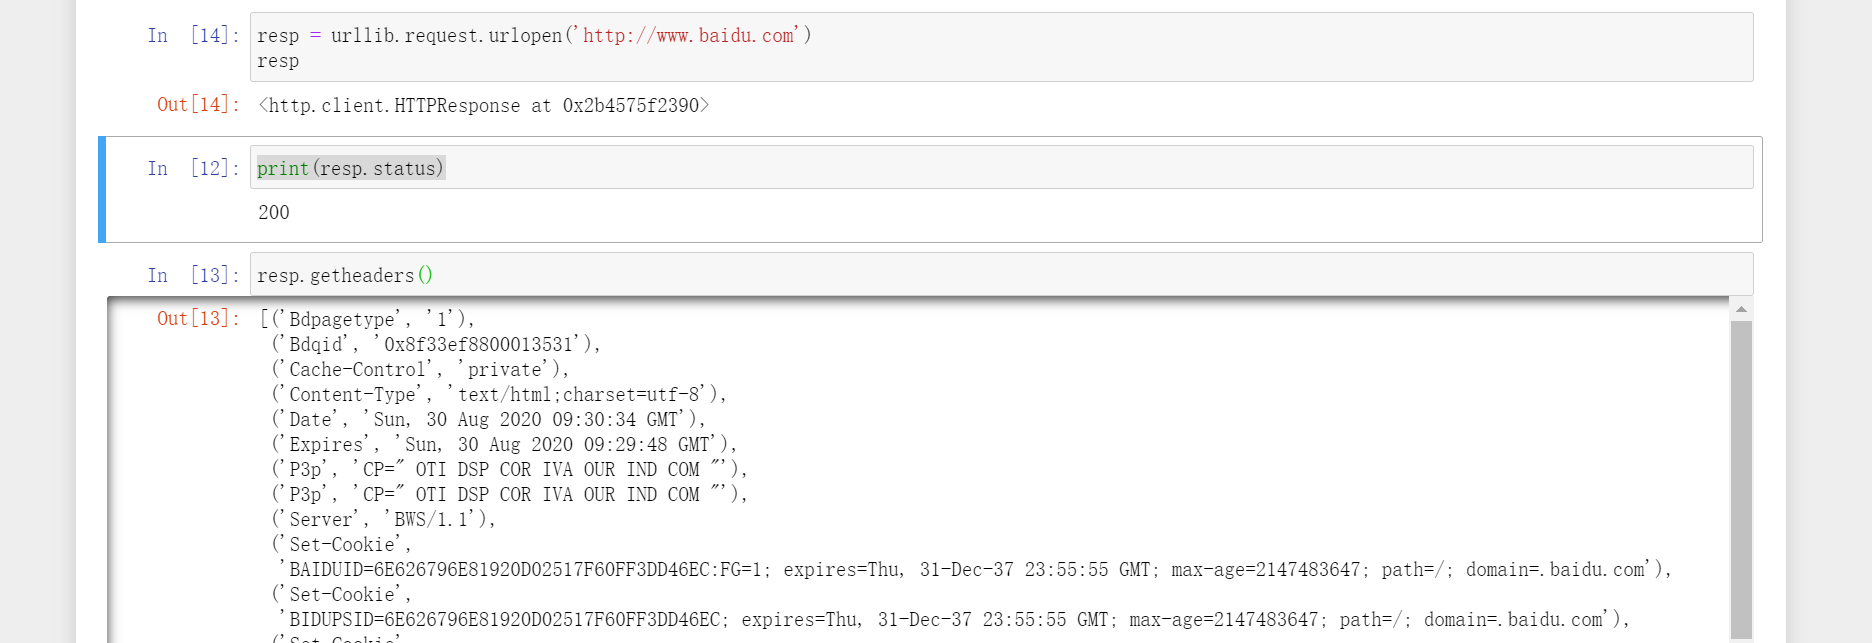 In [14]: resp = urllib.request.urlopen('http://www.baidu.com')
resp
Out[14]: <http.client.HTTPResponse at 0x2b4575f2390>
In [12]: print(resp.status)
200
In [13]: resp.getheaders()
Out[13]: [('Bdpagetype', '1'),
('Bdqid', '0x8f33ef8800013531'),
('Cache-Control', 'private'),
('Content-Type', 'text/html;charset=utf-8'),
('Date', 'Sun, 30 Aug 2020 09:30:34 GMT'),
('Expires', 'Sun, 30 Aug 2020 09:29:48 GMT'),
('P3p', 'CP=" OTI DSP COR IVA OUR IND COM "'),
('P3p', 'CP=" OTI DSP COR IVA OUR IND COM "'),
('Server', 'BWS/1.1'),
('Set-Cookie',
'BAIDUID=6E626796E81920D02517F60FF3DD46EC:FG=1; expires=Thu, 31-Dec-37 23:55:55 GMT; max-age=2147483647; path=/; domain=.baidu.com'),
('Set-Cookie',
'BIDUPSID=6E626796E81920D02517F60FF3DD46EC; expires=Thu, 31-Dec-37 23:55:55 GMT; max-age=2147483647; path=/; domain=.baidu.com'),
('Set-Cookie',